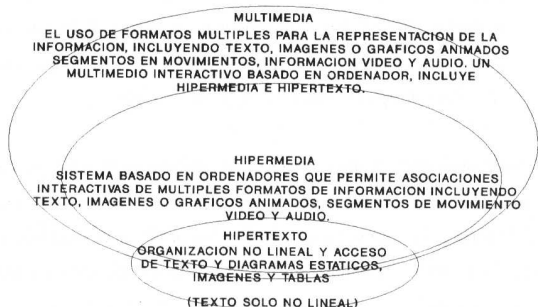 MULTIMEDIA
EL USO DE FORMATOS MULTIPLES PARA LA REPRESENTACION DE LA
INFORMACION, INCLUYENDO TEXTO, IMAGENES O GRAFICOS ANIMADOS
SEGMENTOS EN MOVIMIENTOS, INFORMACION VIDEO Y AUDIO. UN
MULTIMEDIO INTERACTIVO BASADO EN ORDENADOR, INCLUYE
HIPERMEDIA E HIPERTEXTO.
HIPERMEDIA
SISTEMA BASADO EN ORDENADORES QUE PERMITE ASOCIACIONES
INTERACTIVAS DE MULTIPLES FORMATOS DE INFORMACION INCLUYENDO
TEXTO, IMAGENES O GRAFICOS ANIMADOS, SEGMENTOS DE MOVIMIENTO
VIDEO Y AUDIO.
HIPERTEXTO
ORGANIZACION NO LINEAL Y ACCESO
DE TEXTO Y DIAGRAMAS ESTATICOS,
IMAGENES Y TABLAS
(TEXTO SOLO NO LINEAL)